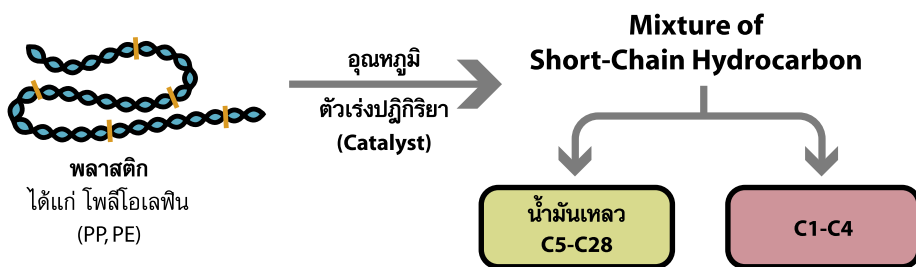 พลาสติก
ได้แก่ โพลีโอเลฟิน
(PP, PE)
อุณหภูมิ
ตัวเร่งปฎิกิริยา
(Catalyst)
Mixture of
Short-Chain Hydrocarbon
น้ำมันเหลว
C5-C28
C1-C4